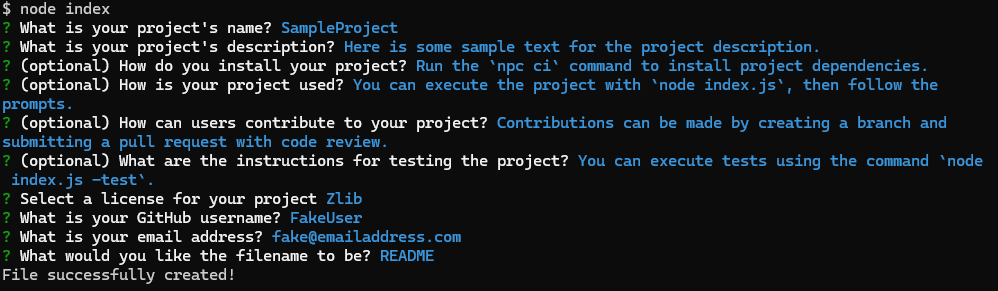 $ node index
? What is your project's name? SampleProject
? What is your project's description? Here is some sample text for the project description.
? (optional) How do you install your project? Run the `npc ci` command to install project dependencies.
? (optional) How is your project used? You can execute the project with `node index.js`, then follow the
prompts.
? (optional) How can users contribute to your project? Contributions can be made by creating a branch and
submitting a pull request with code review.
? (optional) What are the instructions for testing the project? You can execute tests using the command `node
 index.js -test`.
? Select a license for your project Zlib
? What is your GitHub username? FakeUser
? What is your email address? fake@emailaddress.com
? What would you like the filename to be? README
File successfully created!